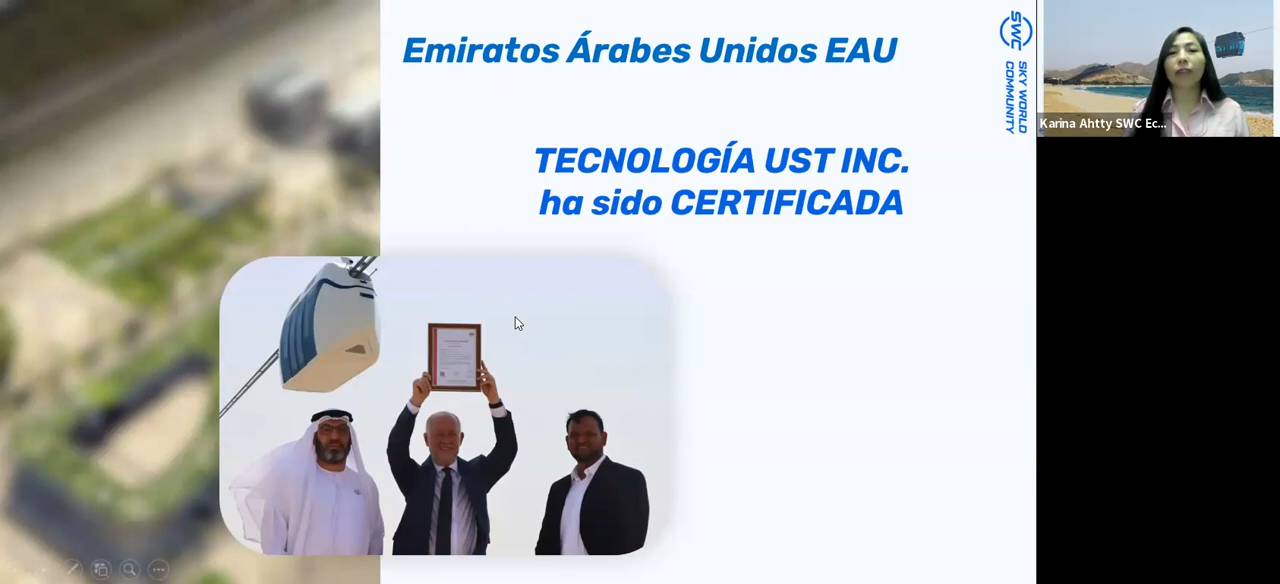 Emiratos Árabes Unidos EAU
TECNOLOGÍA UST INC.
ha sido CERTIFICADA
SWC
SKY WORLD
COMMUNITY
Karina Ahtty SWC Ec...